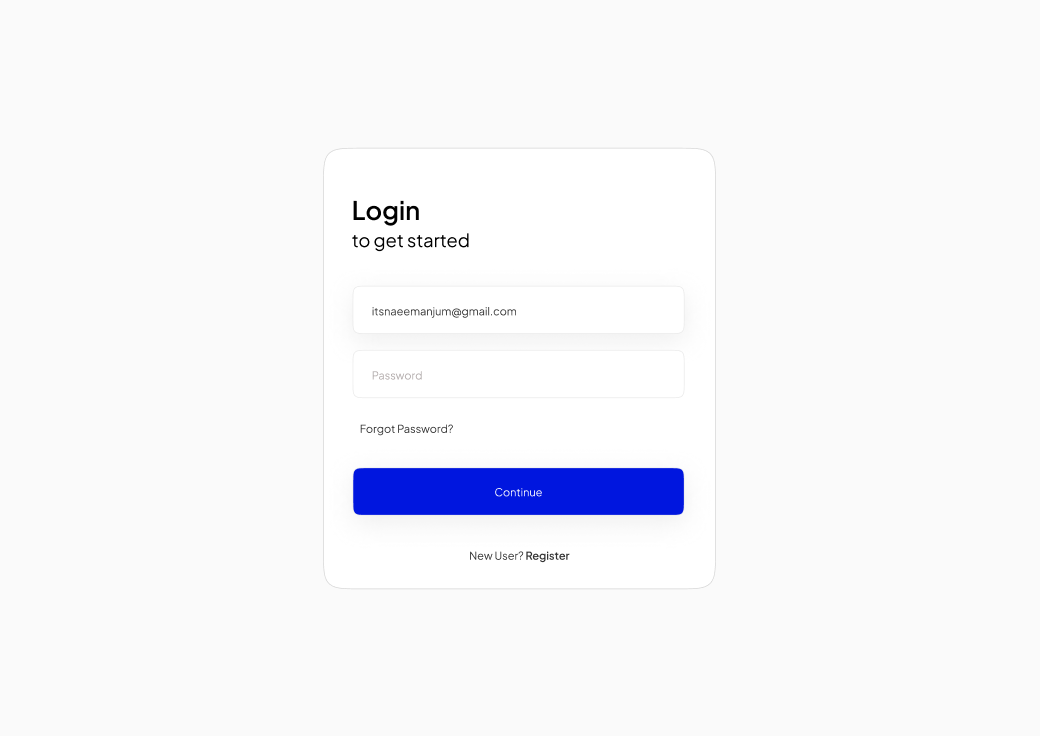 Login
to get started
itsnaeemanjum@gmail.com
Password
Forgot Password?
Continue
New User? Register